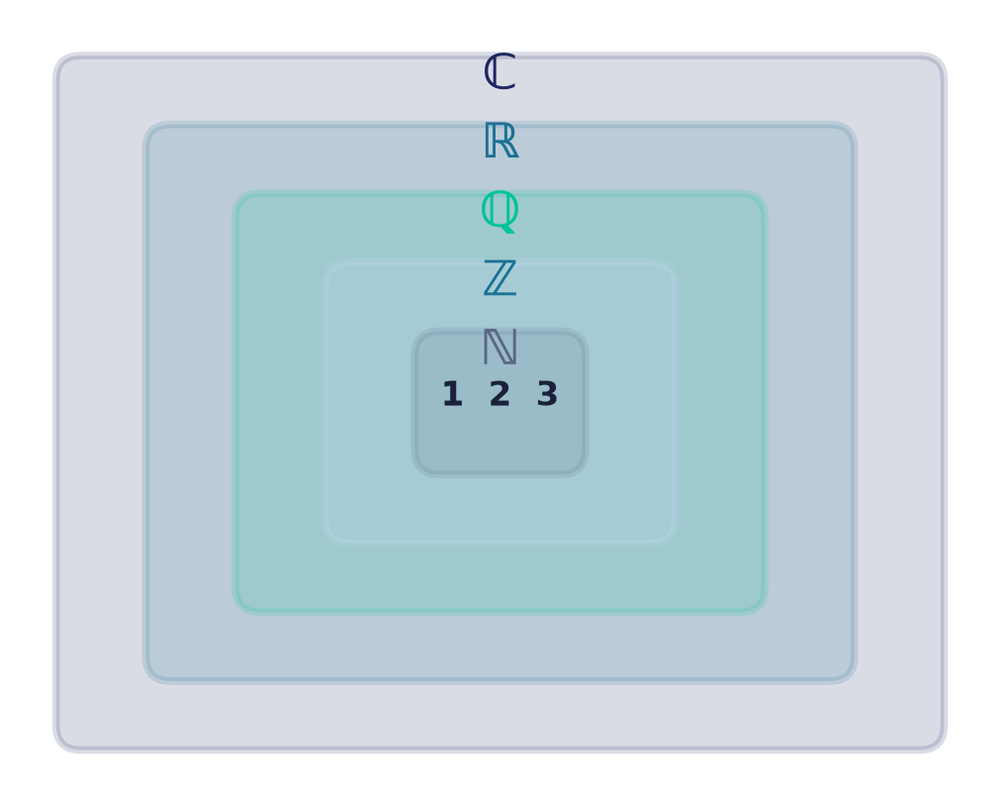 ℂ
ℝ
ℚ
ℤ
ℕ
1 2 3